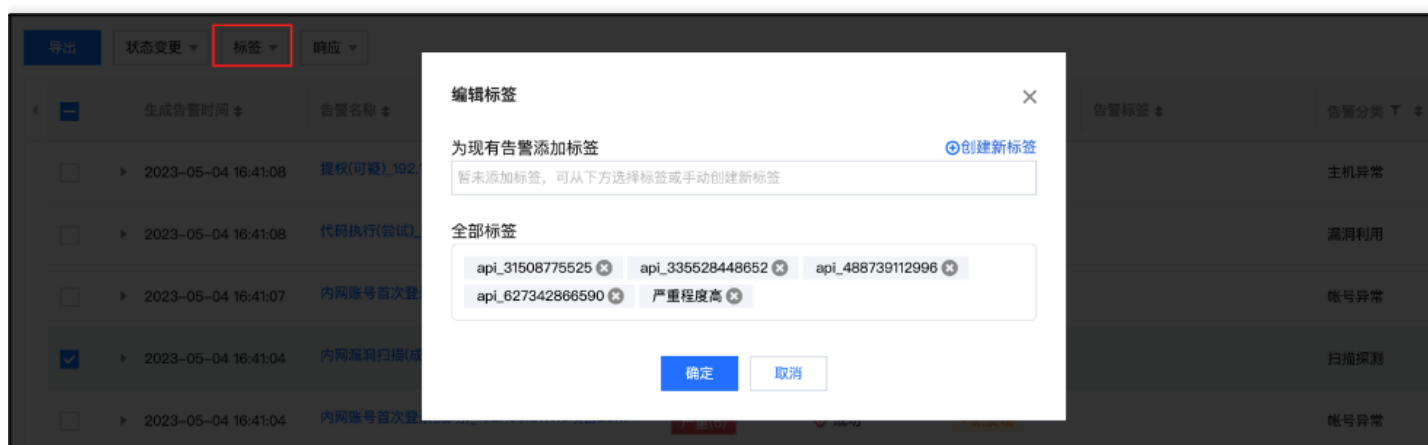 导出 状态变更 标签 响应
编辑标签
生成告警时间 告警名称 告警标签 告警分类
为现有告警添加标签 创建新标签
2023-05-04 16:41:08 提权(可疑)_192. 主机异常
暂未添加标签，可从下方选择标签或手动创建新标签
全部标签
2023-05-04 16:41:08 代码执行(尝试)_ 漏洞利用
api_31508775525 api_335528448652 api_488739112996
api_627342866590 严重程度高
2023-05-04 16:41:07 内网账号首次登 帐号异常
2023-05-04 16:41:04 内网漏洞扫描(成 扫描探测
确定 取消
2023-05-04 16:41:04 内网账号首次登 帐号异常